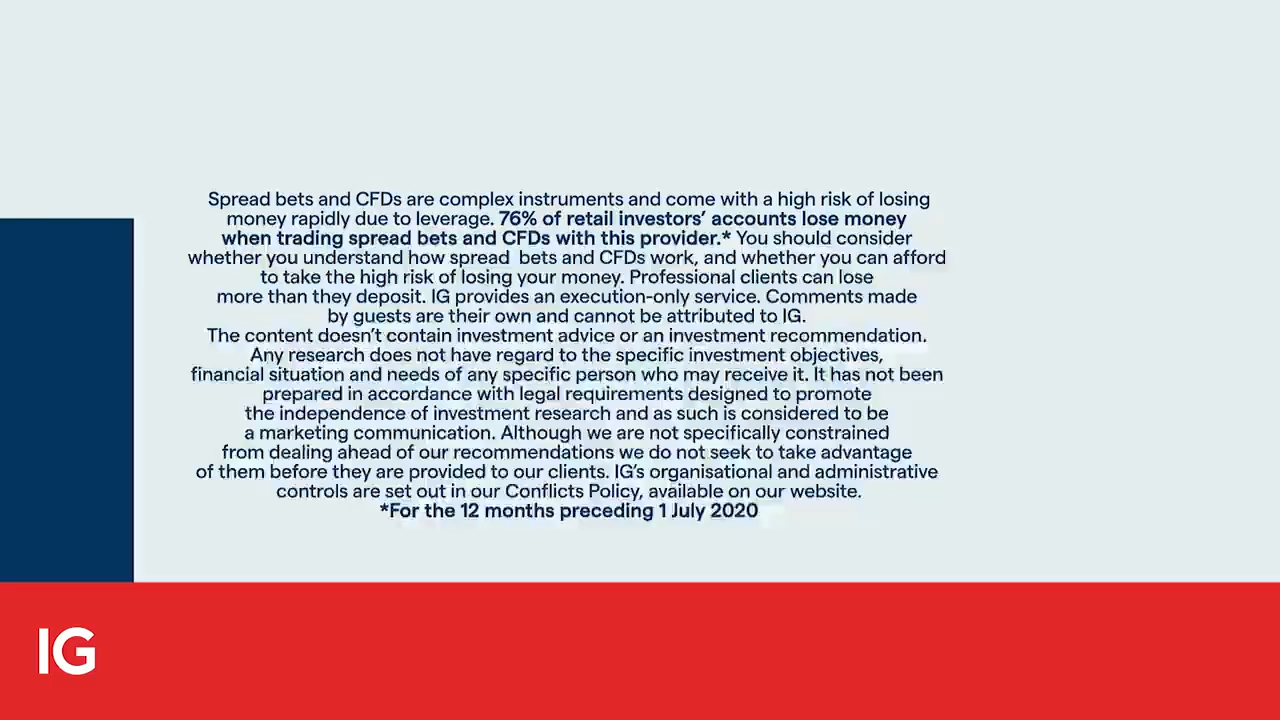 Spread bets and CFDs are complex instruments and come with a high risk of losing
money rapidly due to leverage. 76% of retail investors’ accounts lose money
when trading spread bets and CFDs with this provider.* You should consider
whether you understand how spread  bets and CFDs work, and whether you can afford
to take the high risk of losing your money. Professional clients can lose
more than they deposit. IG provides an execution-only service. Comments made
by guests are their own and cannot be attributed to IG.
The content doesn’t contain investment advice or an investment recommendation.
Any research does not have regard to the specific investment objectives,
financial situation and needs of any specific person who may receive it. It has not been
prepared in accordance with legal requirements designed to promote
the independence of investment research and as such is considered to be
a marketing communication. Although we are not specifically constrained
from dealing ahead of our recommendations we do not seek to take advantage
of them before they are provided to our clients. IG’s organisational and administrative
controls are set out in our Conflicts Policy, available on our website.
*For the 12 months preceding 1 July 2020
IG